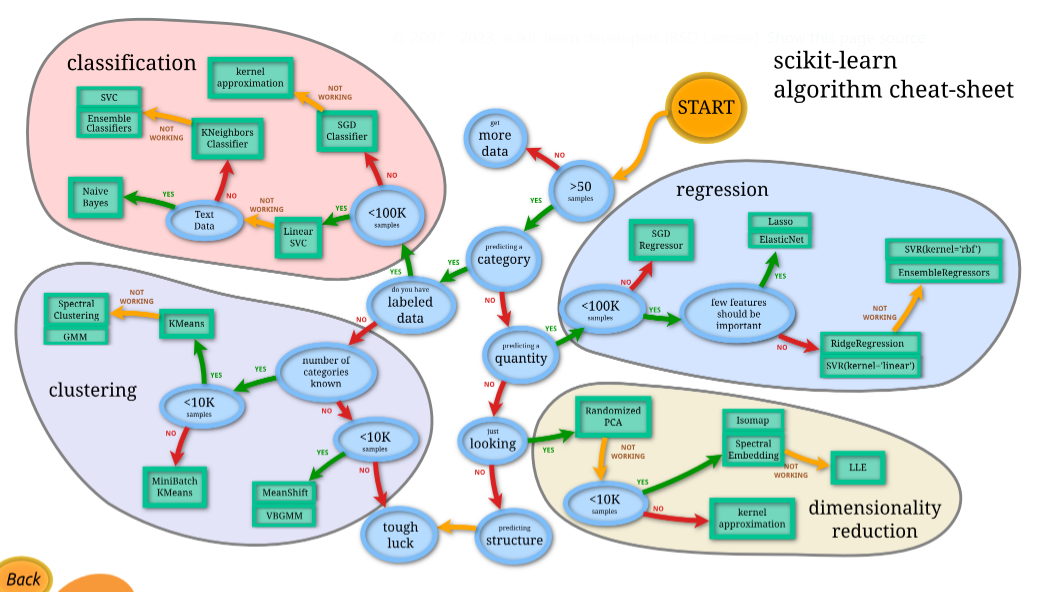 scikit-learn
algorithm cheat-sheet
START
>50
samples
NO
get
more
data
YES
predicting a
category
YES
do you have
labeled
data
YES
NO
classification
<100K
samples
NO
SGD
Classifier
NOT
WORKING
kernel
approximation
YES
Linear
SVC
NOT
WORKING
Text
Data
YES
Naive
Bayes
NO
KNeighbors
Classifier
NOT
WORKING
SVC
Ensemble
Classifiers
clustering
number of
categories
known
YES
<10K
samples
YES
KMeans
NOT
WORKING
Spectral
Clustering
GMM
NO
MiniBatch
KMeans
NO
<10K
samples
YES
MeanShift
VBGMM
NO
tough
luck
NO
predicting a
quantity
YES
regression
<100K
samples
NO
SGD
Regressor
YES
few features
should be
important
YES
Lasso
ElasticNet
NO
RidgeRegression
SVR(kernel='linear')
NOT
WORKING
SVR(kernel='rbf')
EnsembleRegressors
NO
just
looking
YES
Randomized
PCA
NOT
WORKING
<10K
samples
YES
Isomap
Spectral
Embedding
NOT
WORKING
LLE
NO
kernel
approximation
dimensionality
reduction
NO
predicting
structure
Back